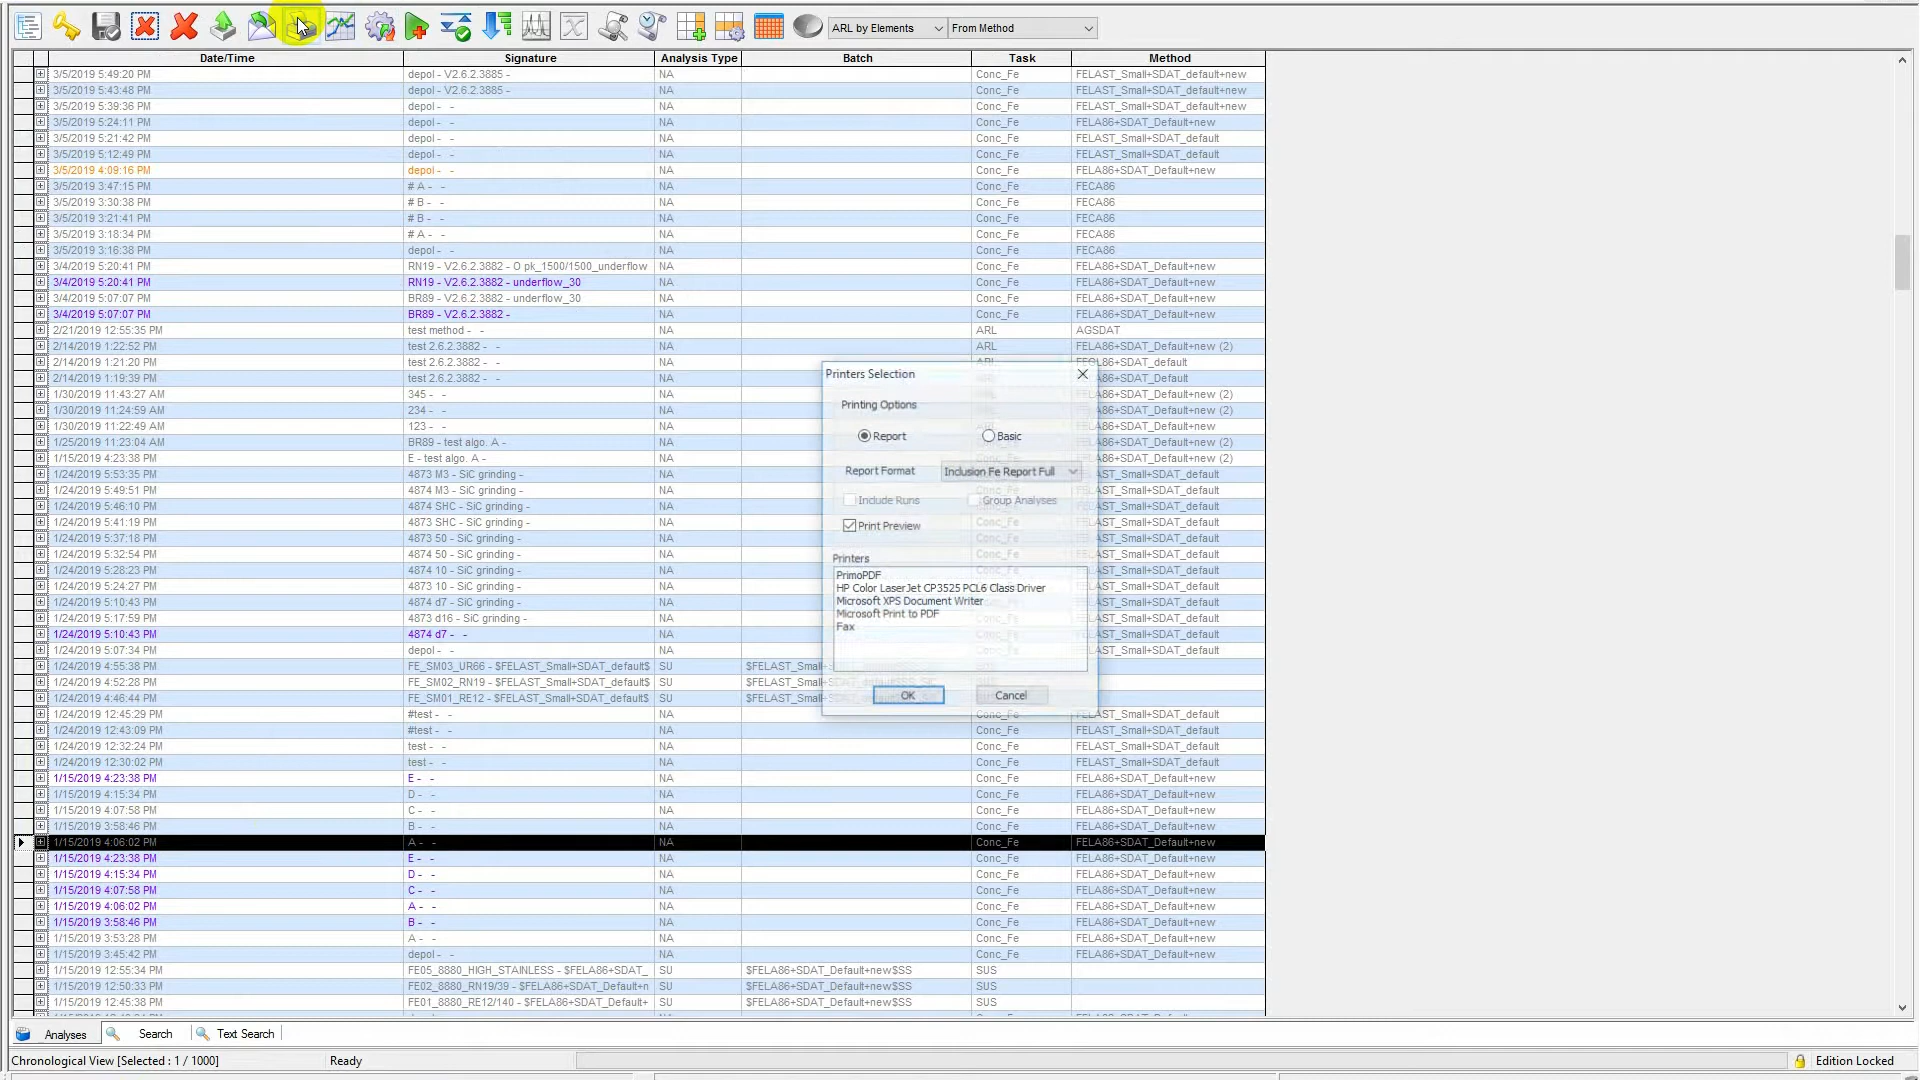 ARL by Elements From Method
Date/Time Signature Analysis Type Batch Task Method
3/5/2019 5:49:20 PM depol - V2.6.2.3885 - NA Conc_Fe FELAST_Small+SDAT_default+new
3/5/2019 5:43:48 PM depol - V2.6.2.3885 - NA Conc_Fe FELAST_Small+SDAT_default+new
3/5/2019 5:39:36 PM depol - - NA Conc_Fe FELAST_Small+SDAT_default+new
3/5/2019 5:24:11 PM depol - - NA Conc_Fe FELA86+SDAT_Default+new
3/5/2019 5:21:42 PM depol - - NA Conc_Fe FELAST_Small+SDAT_default
3/5/2019 5:12:49 PM depol - - NA Conc_Fe FELAST_Small+SDAT_default
3/5/2019 4:09:16 PM depol - - NA Conc_Fe FELA86+SDAT_Default+new
3/5/2019 3:47:15 PM # A - - NA Conc_Fe FECA86
3/5/2019 3:30:38 PM # B - - NA Conc_Fe FECA86
3/5/2019 3:21:41 PM # B - - NA Conc_Fe FECA86
3/5/2019 3:18:34 PM # A - - NA Conc_Fe FECA86
3/5/2019 3:16:38 PM depol - - NA Conc_Fe FECA86
3/4/2019 5:20:41 PM RN19 - V2.6.2.3882 - O pk_1500/1500_underflow NA Conc_Fe FELA86+SDAT_Default+new
3/4/2019 5:20:41 PM RN19 - V2.6.2.3882 - underflow_30 NA Conc_Fe FELA86+SDAT_Default+new
3/4/2019 5:07:07 PM BR89 - V2.6.2.3882 - underflow_30 NA Conc_Fe FELA86+SDAT_Default+new
3/4/2019 5:07:07 PM BR89 - V2.6.2.3882 - NA Conc_Fe FELA86+SDAT_Default+new
2/21/2019 12:55:35 PM test method - - NA ARL AGSDAT
2/14/2019 1:22:52 PM test 2.6.2.3882 - - NA ARL FELA86+SDAT_Default+new (2)
2/14/2019 1:21:20 PM test 2.6.2.3882 - - NA ARL
2/14/2019 1:19:39 PM test 2.6.2.3882 - - NA
1/30/2019 11:43:27 AM 345 - - NA
1/30/2019 11:24:59 AM 234 - - NA
1/30/2019 11:22:49 AM 123 - - NA
1/25/2019 11:23:04 AM BR89 - test algo. A - NA
1/15/2019 4:23:38 PM E - test algo. A - NA
1/24/2019 5:53:35 PM 4873 M3 - SiC grinding - NA
1/24/2019 5:49:51 PM 4874 M3 - SiC grinding - NA
1/24/2019 5:46:10 PM 4874 SHC - SiC grinding - NA
1/24/2019 5:41:19 PM 4873 SHC - SiC grinding - NA
1/24/2019 5:37:18 PM 4873 50 - SiC grinding - NA
1/24/2019 5:32:54 PM 4874 50 - SiC grinding - NA
1/24/2019 5:28:23 PM 4874 10 - SiC grinding - NA
1/24/2019 5:24:27 PM 4873 10 - SiC grinding - NA
1/24/2019 5:10:43 PM 4874 d7 - SiC grinding - NA
1/24/2019 5:17:59 PM 4873 d16 - SiC grinding - NA
1/24/2019 5:10:43 PM 4874 d7 - - NA
1/24/2019 5:07:34 PM depol - - NA
1/24/2019 4:55:38 PM FE_SM03_UR66 - $FELAST_Small+SDAT_default$ SU $FELAST_Small+
1/24/2019 4:52:28 PM FE_SM02_RN19 - $FELAST_Small+SDAT_default$ SU $FELAST_Small+
1/24/2019 4:46:44 PM FE_SM01_RE12 - $FELAST_Small+SDAT_default$ SU $FELAST_Small+
1/24/2019 12:45:29 PM #test - - NA Conc_Fe FELAST_Small+SDAT_default
1/24/2019 12:43:09 PM #test - - NA Conc_Fe FELAST_Small+SDAT_default
1/24/2019 12:32:24 PM test - - NA Conc_Fe FELAST_Small+SDAT_default
1/24/2019 12:30:02 PM test - - NA Conc_Fe FELAST_Small+SDAT_default
1/15/2019 4:23:38 PM E - - NA Conc_Fe FELA86+SDAT_Default+new
1/15/2019 4:15:34 PM D - - NA Conc_Fe FELA86+SDAT_Default+new
1/15/2019 4:07:58 PM C - - NA Conc_Fe FELA86+SDAT_Default+new
1/15/2019 3:58:46 PM B - - NA Conc_Fe FELA86+SDAT_Default+new
1/15/2019 4:06:02 PM A - - NA Conc_Fe FELA86+SDAT_Default+new
1/15/2019 4:23:38 PM E - - NA Conc_Fe FELA86+SDAT_Default+new
1/15/2019 4:15:34 PM D - - NA Conc_Fe FELA86+SDAT_Default+new
1/15/2019 4:07:58 PM C - - NA Conc_Fe FELA86+SDAT_Default+new
1/15/2019 4:06:02 PM A - - NA Conc_Fe FELA86+SDAT_Default+new
1/15/2019 3:58:46 PM B - - NA Conc_Fe FELA86+SDAT_Default+new
1/15/2019 3:53:28 PM A - - NA Conc_Fe FELA86+SDAT_Default+new
1/15/2019 3:45:42 PM depol - - NA Conc_Fe FELA86+SDAT_Default+new
1/15/2019 12:55:34 PM FE05_8880_HIGH_STAINLESS - $FELA86+SDAT_ SU $FELA86+SDAT_Default+new$SS SUS
1/15/2019 12:50:33 PM FE02_8880_RN19/39 - $FELA86+SDAT_Default+n SU $FELA86+SDAT_Default+new$SS SUS
1/15/2019 12:45:38 PM FE01_8880_RE12/140 - $FELA86+SDAT_Default+ SU $FELA86+SDAT_Default+new$SS SUS
Printers Selection
Printing Options
Report Basic
Report Format Inclusion Fe Report Full
Include Runs Group Analyses
Print Preview
Printers
PrimoPDF
HP Color LaserJet CP3525 PCL6 Class Driver
Microsoft XPS Document Writer
Microsoft Print to PDF
Fax
OK Cancel
Analyses Search Text Search
Chronological View [Selected : 1 / 1000] Ready Edition Locked